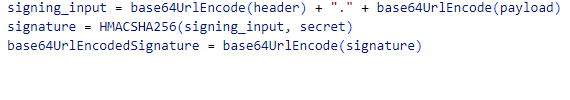 signing_input = base64UrlEncode(header) + "." + base64UrlEncode(payload)
signature = HMACSHA256(signing_input, secret)
base64UrlEncodedSignature = base64UrlEncode(signature)